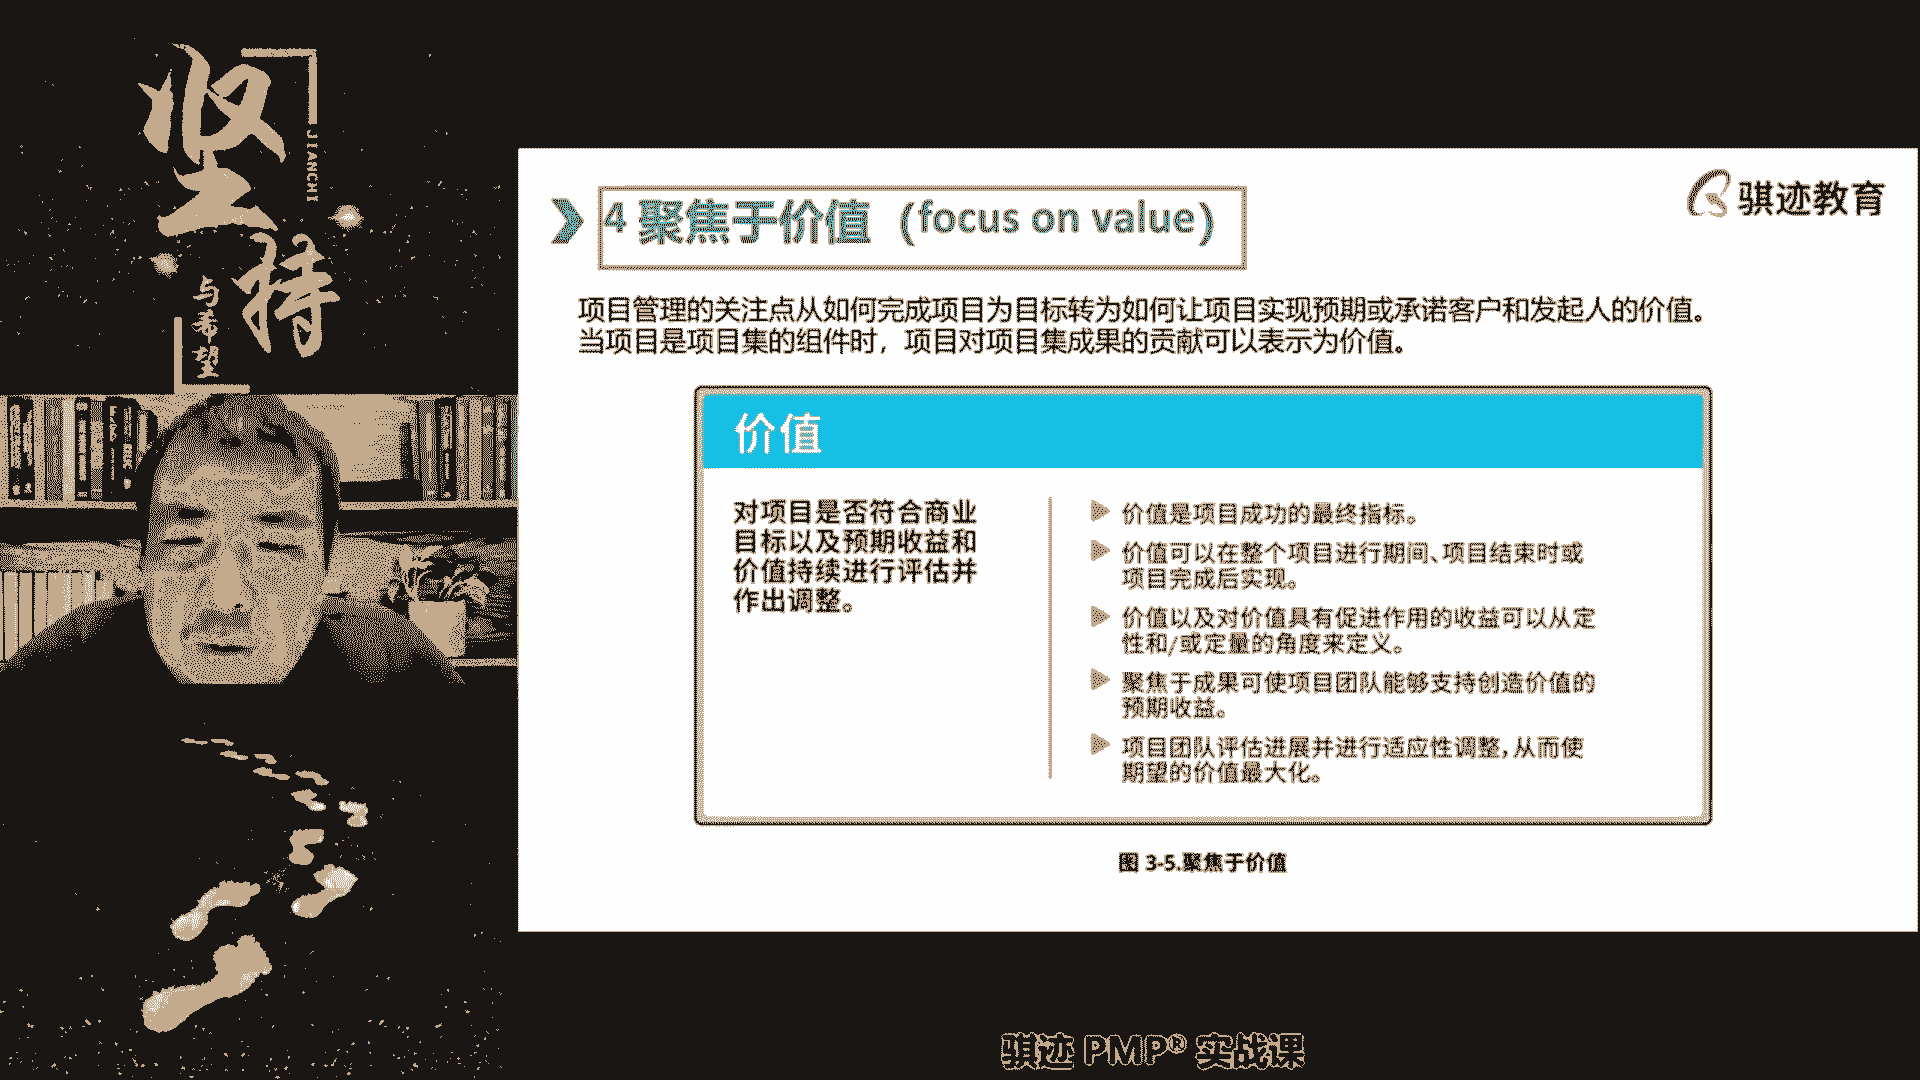 坚
持
JIANCHI
与希望
骐迹教育
4 聚焦于价值（focus on value）
项目管理的关注点从如何完成项目为目标转为如何让项目实现预期或承诺客户和发起人的价值。
当项目是项目集的组件时，项目对项目集成果的贡献可以表示为价值。
价值
对项目是否符合商业
目标以及预期收益和
价值持续进行评估并
作出调整。
价值是项目成功的最终指标。
价值可以在整个项目进行期间、项目结束时或
项目完成后实现。
价值以及对价值具有促进作用的收益可以从定
性和/或定量的角度来定义。
聚焦于成果可使项目团队能够支持创造价值的
预期收益。
项目团队评估进展并进行适应性调整，从而使
期望的价值最大化。
图 3-5.聚焦于价值
骐迹 PMP® 实战课